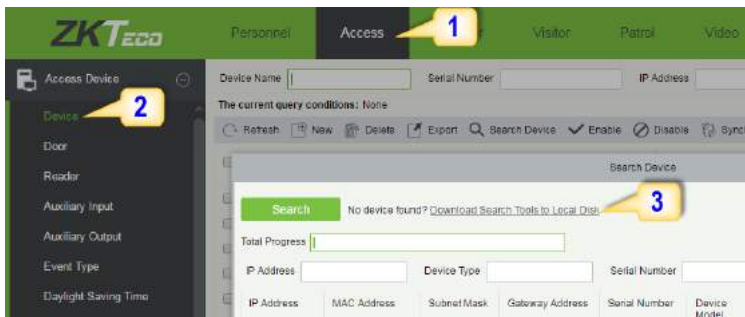 ZKTeco
Personnel
Access
1
Visitor
Patrol
Video
Access Device
Device
2
Door
Reader
Auxiliary Input
Auxiliary Output
Event Type
Daylight Saving Time
Device Name
Serial Number
IP Address
The current query conditions: None
Refresh New Delete Export Search Device Enable Disable
Search Device
Search No device found? Download Search Tools to Local Disk
3
Total Progress
IP Address Device Type Serial Number
IP Address MAC Address Subnet Mask Gateway Address Serial Number Device
Model